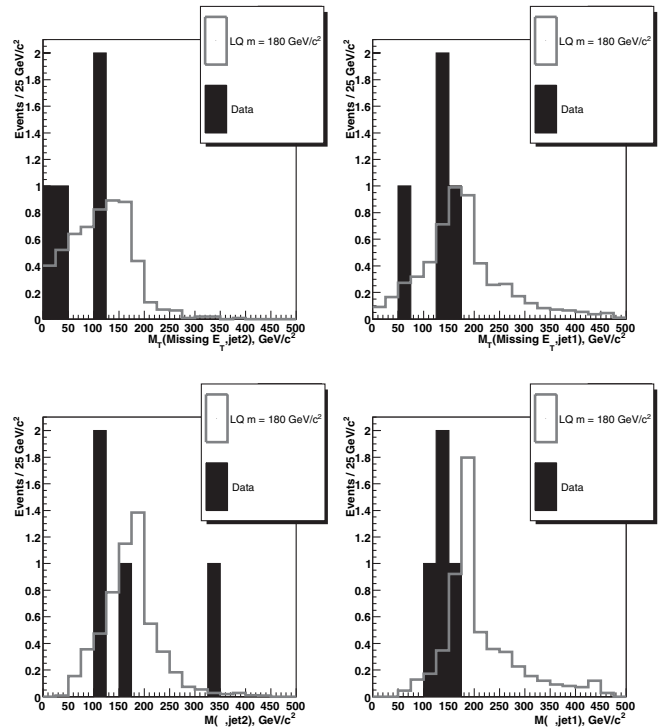 LQ m = 180 GeV/c²
Data
Events / 25 GeV/c²
2
1.8
1.6
1.4
1.2
1
0.8
0.6
0.4
0.2
0
0 50 100 150 200 250 300 350 400 450 500
M_T(Missing E_T,jet2), GeV/c²
LQ m = 180 GeV/c²
Data
Events / 25 GeV/c²
2
1.8
1.6
1.4
1.2
1
0.8
0.6
0.4
0.2
0
0 50 100 150 200 250 300 350 400 450 500
M_T(Missing E_T,jet1), GeV/c²
LQ m = 180 GeV/c²
Data
Events / 25 GeV/c²
2
1.8
1.6
1.4
1.2
1
0.8
0.6
0.4
0.2
0
0 50 100 150 200 250 300 350 400 450 500
M( ,jet2), GeV/c²
LQ m = 180 GeV/c²
Data
Events / 25 GeV/c²
2
1.8
1.6
1.4
1.2
1
0.8
0.6
0.4
0.2
0
0 50 100 150 200 250 300 350 400 450 500
M( ,jet1), GeV/c²